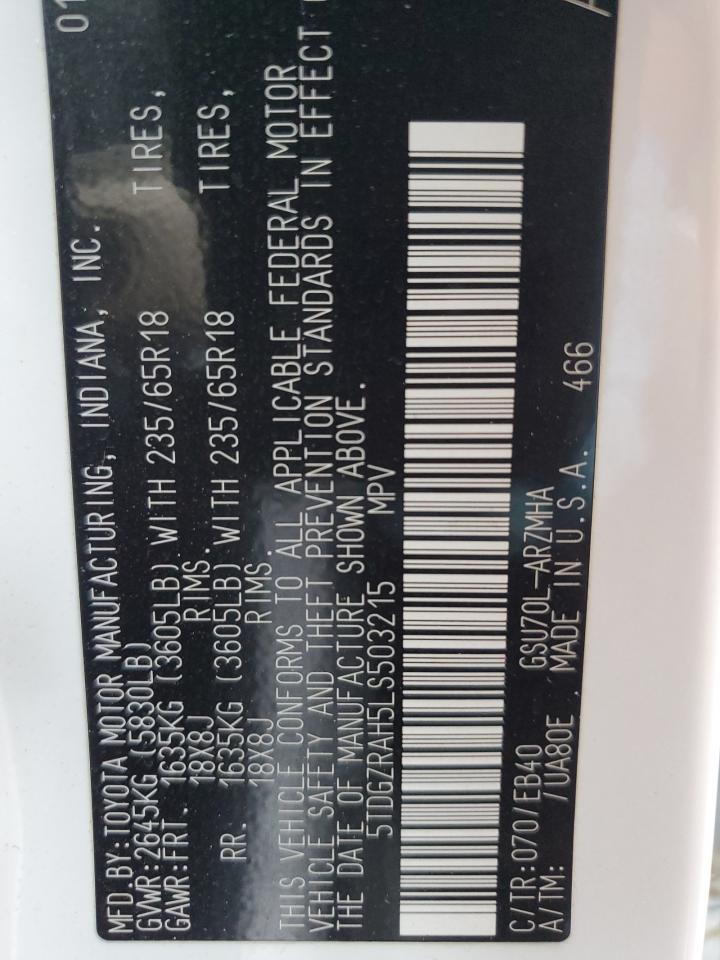 MFD.BY:TOYOTA MOTOR MANUFACTURING, INDIANA, INC. 01
GVWR:2645KG (5830LB)
GAWR:FRT. 1635KG (3605LB) WITH 235/65R18 TIRES,
18X8J RIMS.
RR. 1635KG (3605LB) WITH 235/65R18 TIRES,
18X8J RIMS.
THIS VEHICLE CONFORMS TO ALL APPLICABLE FEDERAL MOTOR
VEHICLE SAFETY AND THEFT PREVENTION STANDARDS IN EFFECT
THE DATE OF MANUFACTURE SHOWN ABOVE.
5TDGZRAH5LS503215 MPV
C/TR:070/EB40 GSU70L-ARZMHA
A/TM: /UA80E , MADE IN U.S.A. 466